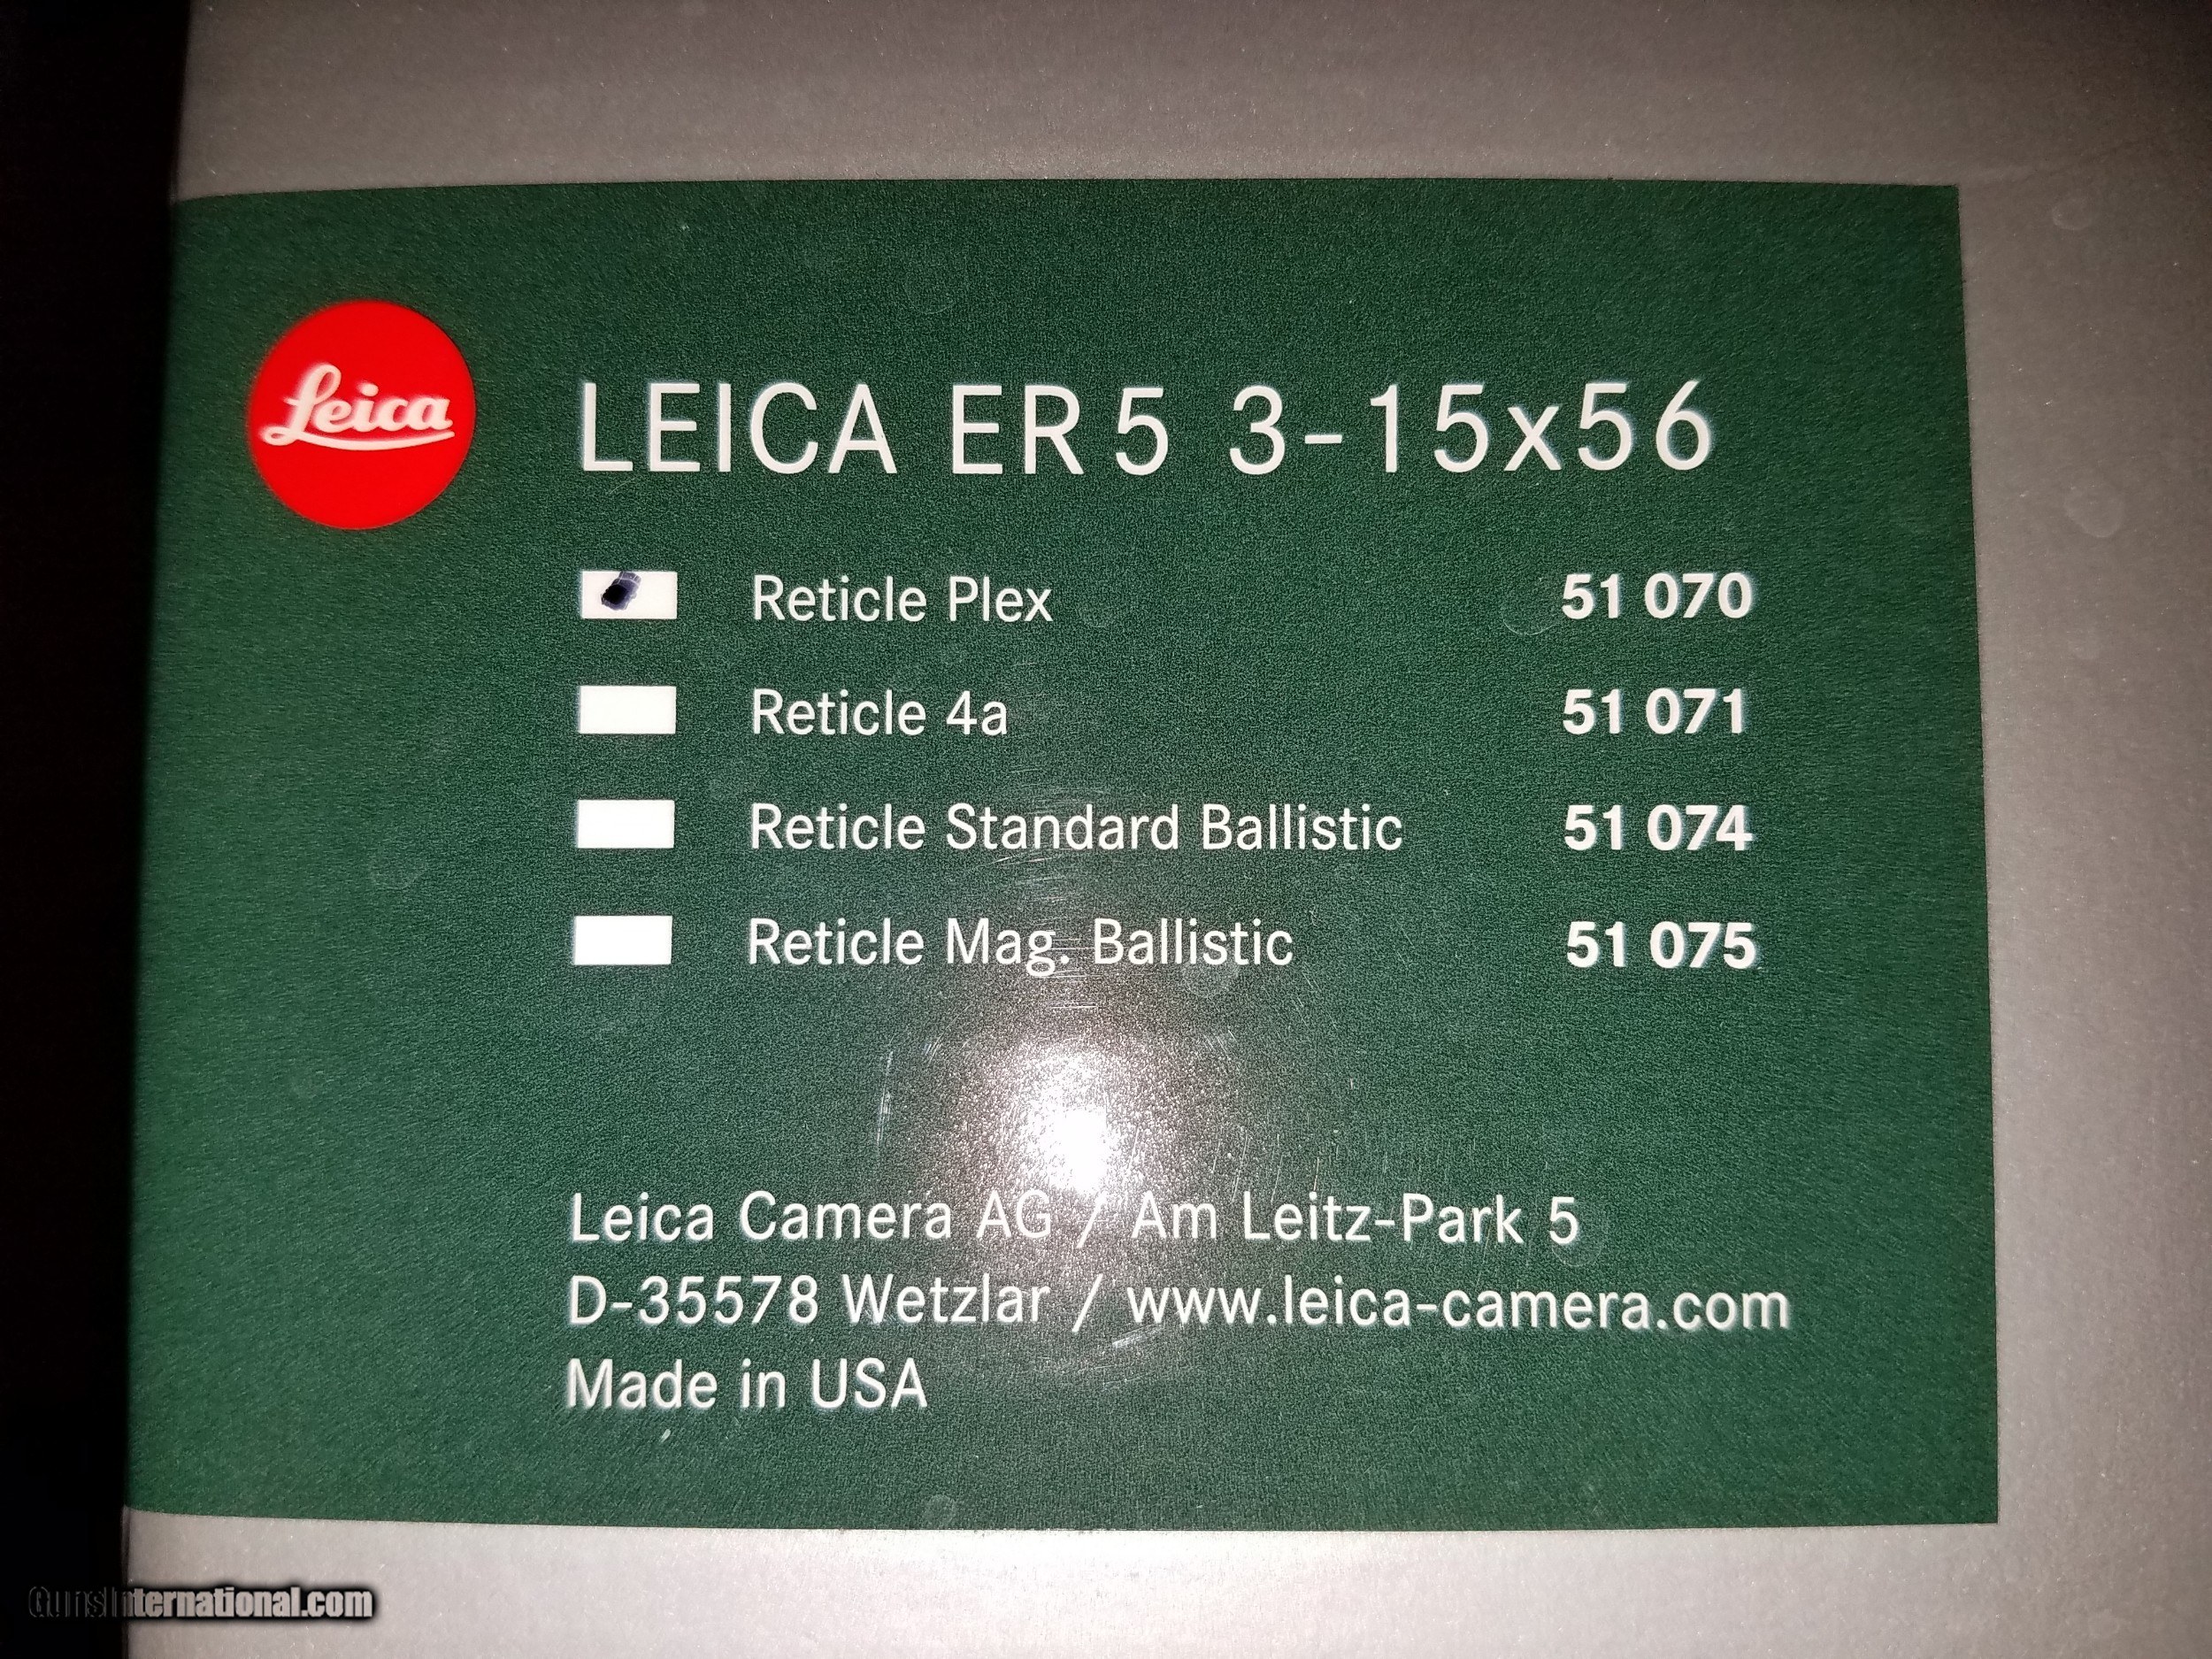 Leica
LEICA ER 5 3-15x56
Reticle Plex 51 070
Reticle 4a 51 071
Reticle Standard Ballistic 51 074
Reticle Mag. Ballistic 51 075
Leica Camera AG / Am Leitz-Park 5
D-35578 Wetzlar / www.leica-camera.com
Made in USA
GunsInternational.com